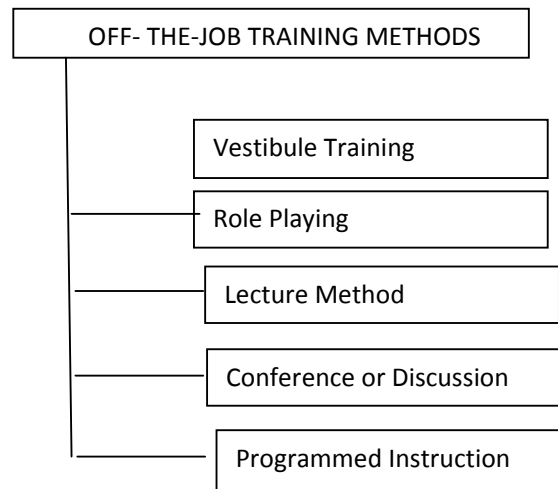 OFF- THE-JOB TRAINING METHODS
Vestibule Training
Role Playing
Lecture Method
Conference or Discussion
Programmed Instruction